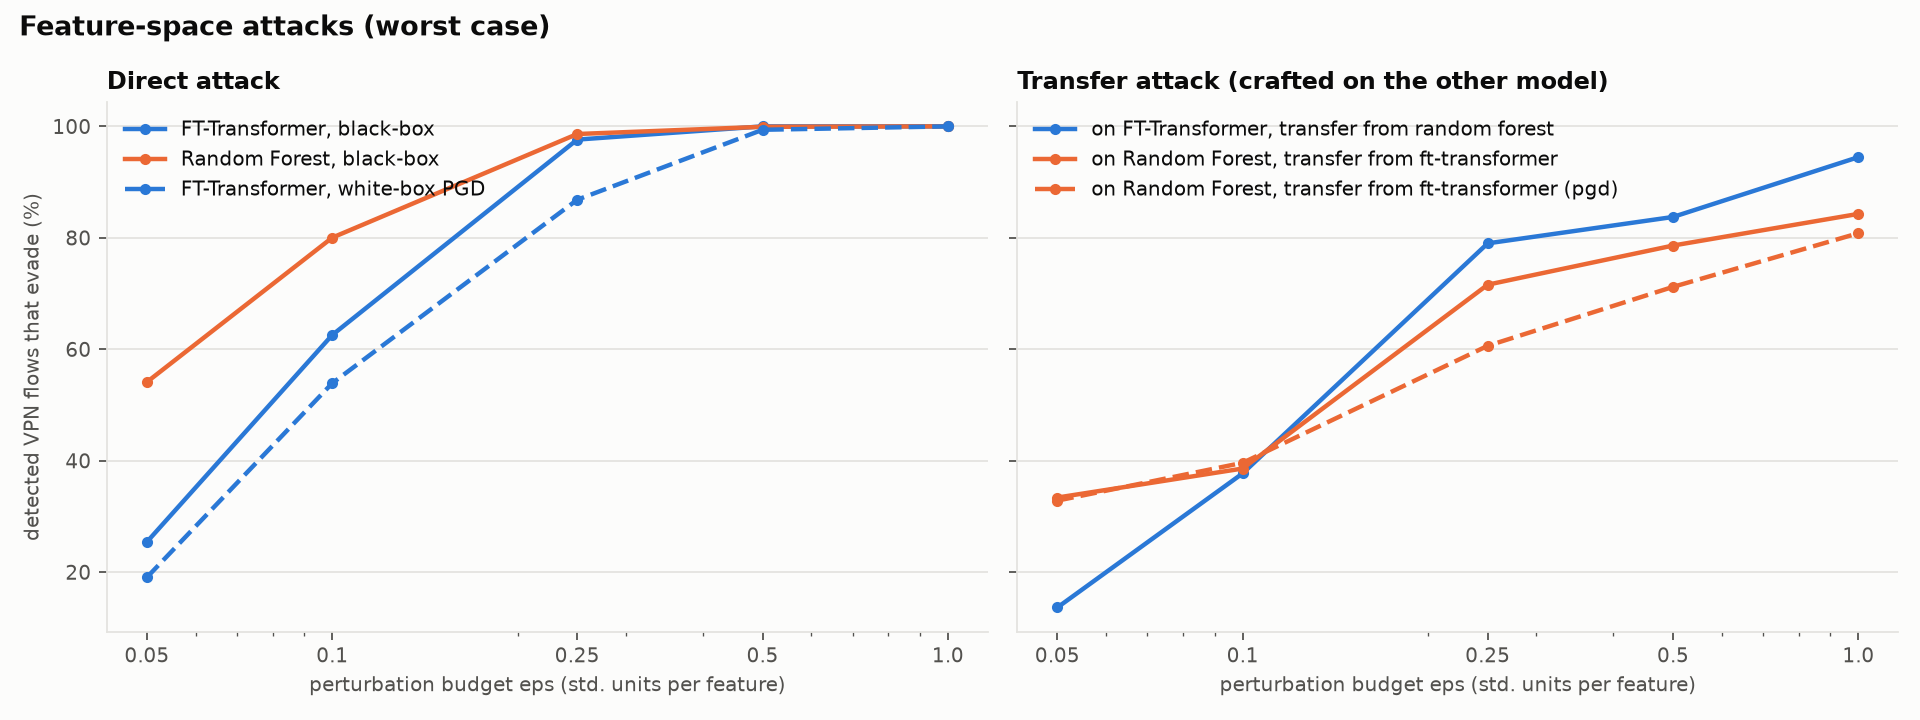 Feature-space attacks (worst case)
Direct attack
FT-Transformer, black-box
Random Forest, black-box
FT-Transformer, white-box PGD
detected VPN flows that evade (%)
100
80
60
40
20
0.05
0.1
0.25
0.5
1.0
perturbation budget eps (std. units per feature)
Transfer attack (crafted on the other model)
on FT-Transformer, transfer from random forest
on Random Forest, transfer from ft-transformer
on Random Forest, transfer from ft-transformer (pgd)
0.05
0.1
0.25
0.5
1.0
perturbation budget eps (std. units per feature)